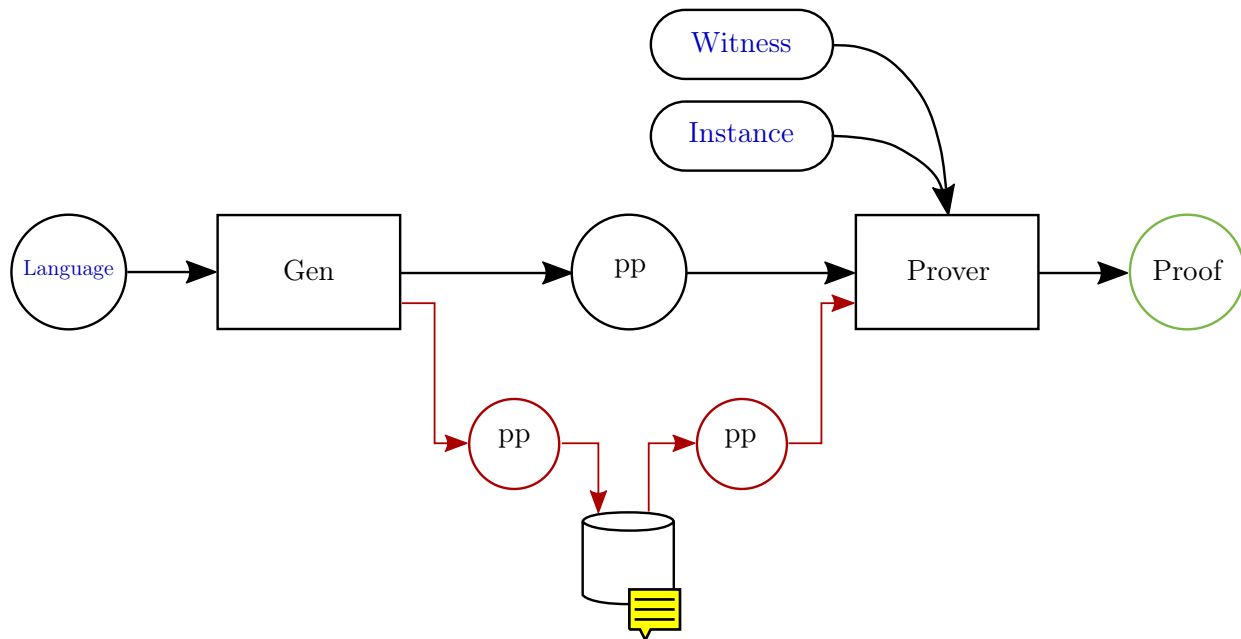 Witness
Instance
Language
Gen
pp
Prover
Proof
pp
pp